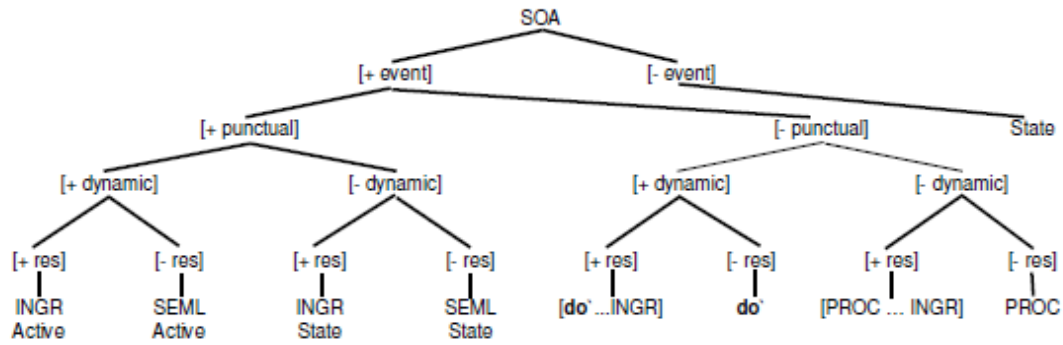 SOA
[+ event] [- event]
[+ punctual] [- punctual] State
[+ dynamic] [- dynamic] [+ dynamic] [- dynamic]
[+ res] [- res] [+ res] [- res] [+ res] [- res] [+ res] [- res]
INGR SEML INGR SEML [do`...INGR] do` [PROC ... INGR] PROC
Active Active State State